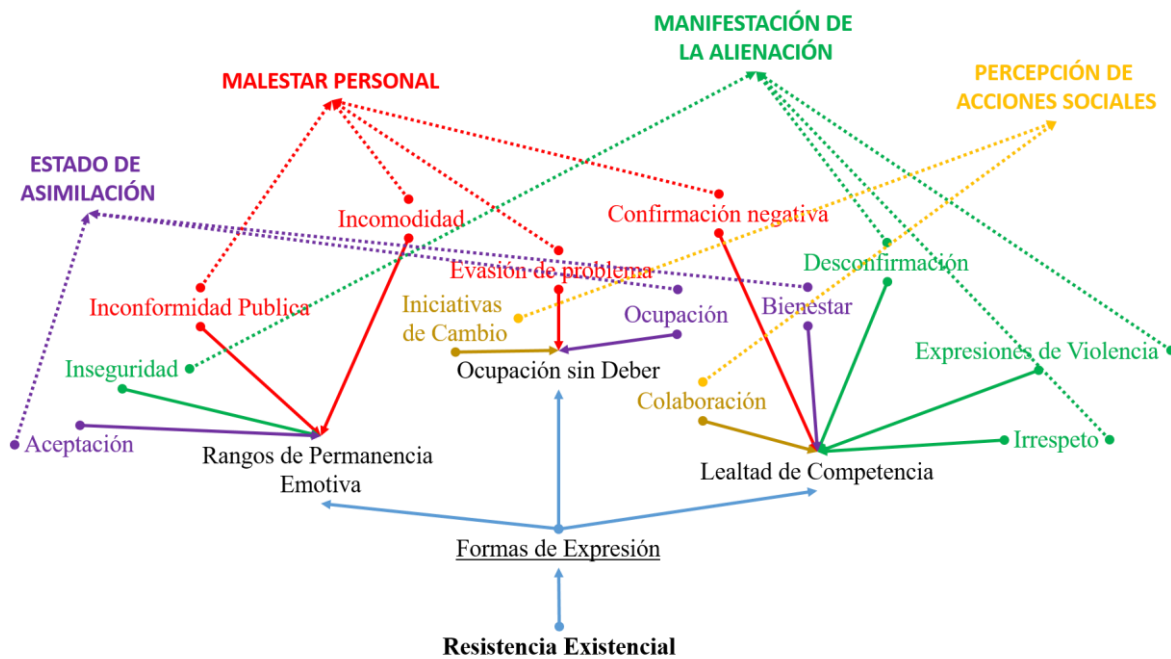 MANIFESTACIÓN DE
LA ALIENACIÓN
MALESTAR PERSONAL
PERCEPCIÓN DE
ACCIONES SOCIALES
ESTADO DE
ASIMILACIÓN
Incomodidad
Confirmación negativa
Evasión de problema
Desconfirmación
Inconformidad Publica
Iniciativas
de Cambio
Ocupación
Bienestar
Inseguridad
Ocupación sin Deber
Expresiones de Violencia
Colaboración
Aceptación
Irrespeto
Rangos de Permanencia
Emotiva
Lealtad de Competencia
Formas de Expresión
Resistencia Existencial